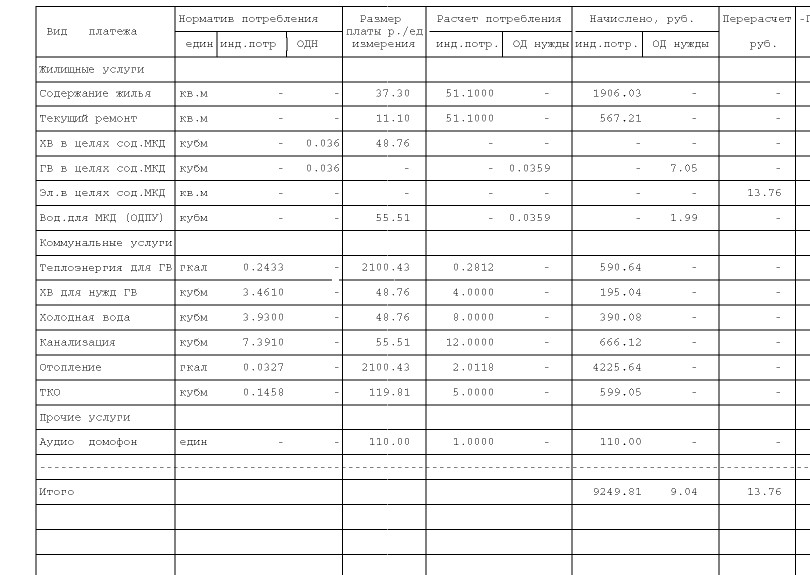 Вид платежа Норматив потребления Размер платы р./ед измерения Расчет потребления Начислено, руб. Перерасчет руб.
един инд.потр ОДН инд.потр. ОД нужды инд.потр. ОД нужды
Жилищные услуги
Содержание жилья кв.м - - 37.30 51.1000 - 1906.03 - -
Текущий ремонт кв.м - - 11.10 51.1000 - 567.21 - -
ХВ в целях сод.МКД кубм - 0.036 48.76 - - - - -
ГВ в целях сод.МКД кубм - 0.036 - - 0.0359 - 7.05 -
Эл.в целях сод.МКД кв.м - - - - - - - 13.76
Вод.для МКД (ОДПУ) кубм - - 55.51 - 0.0359 - 1.99 -
Коммунальные услуги
Теплоэнергия для ГВ гкал 0.2433 - 2100.43 0.2812 - 590.64 - -
ХВ для нужд ГВ кубм 3.4610 - 48.76 4.0000 - 195.04 - -
Холодная вода кубм 3.9300 - 48.76 8.0000 - 390.08 - -
Канализация кубм 7.3910 - 55.51 12.0000 - 666.12 - -
Отопление гкал 0.0327 - 2100.43 2.0118 - 4225.64 - -
ТКО кубм 0.1458 - 119.81 5.0000 - 599.05 - -
Прочие услуги
Аудио домофон един - - 110.00 1.0000 - 110.00 - -
Итого 9249.81 9.04 13.76